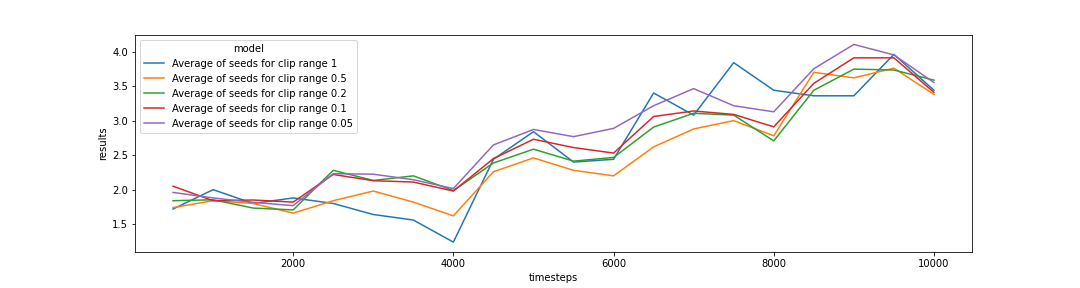 model
Average of seeds for clip range 1
Average of seeds for clip range 0.5
Average of seeds for clip range 0.2
Average of seeds for clip range 0.1
Average of seeds for clip range 0.05
results
4.0
3.5
3.0
2.5
2.0
1.5
2000 4000 6000 8000 10000
timesteps